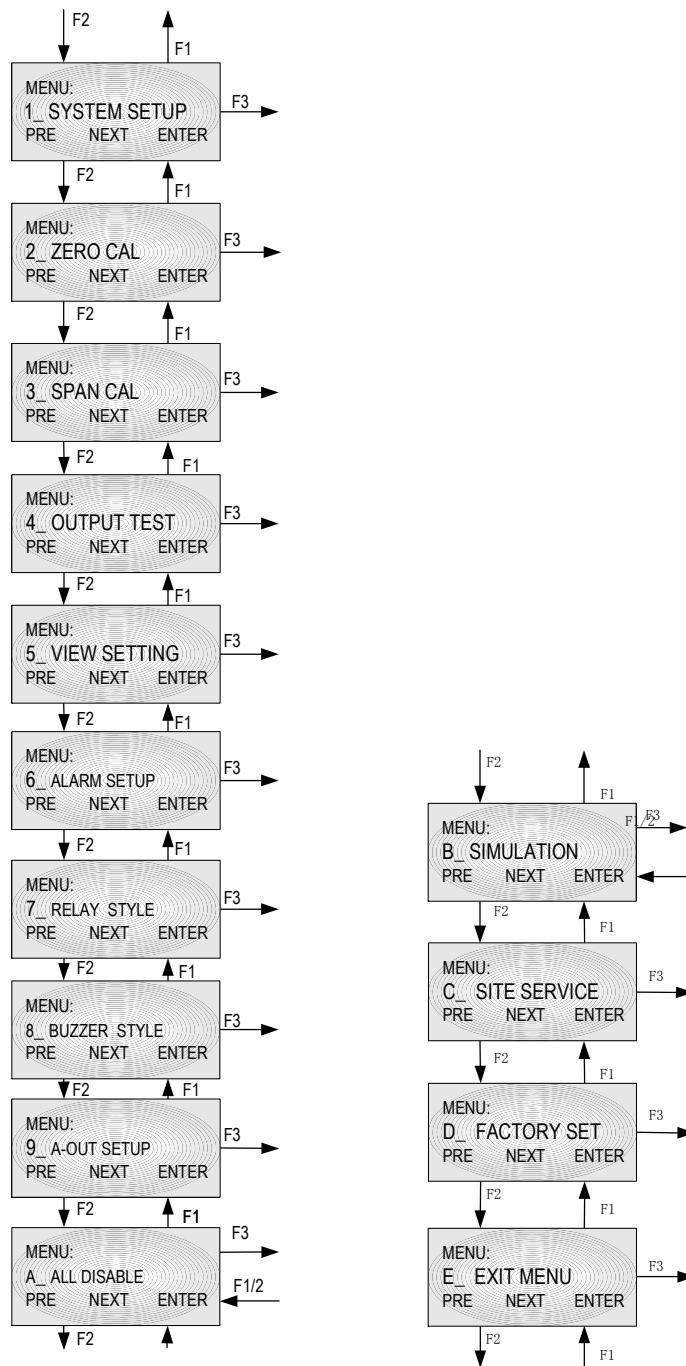 F2 F1
MENU:
1_ SYSTEM SETUP
PRE NEXT ENTER
F3
F2 F1
MENU:
2_ ZERO CAL
PRE NEXT ENTER
F3
F2 F1
MENU:
3_ SPAN CAL
PRE NEXT ENTER
F3
F2 F1
MENU:
4_ OUTPUT TEST
PRE NEXT ENTER
F3
F2 F1
MENU:
5_ VIEW SETTING
PRE NEXT ENTER
F3
F2 F1
MENU:
6_ ALARM SETUP
PRE NEXT ENTER
F3
F2 F1
MENU:
7_ RELAY STYLE
PRE NEXT ENTER
F3
F2 F1
MENU:
8_ BUZZER STYLE
PRE NEXT ENTER
F3
F2 F1
MENU:
9_ A-OUT SETUP
PRE NEXT ENTER
F3
F2 F1
MENU:
A_ ALL DISABLE
PRE NEXT ENTER
F3
F1/2
F2
F2 F1
MENU:
B_ SIMULATION
PRE NEXT ENTER
F3
F1/2
F2 F1
MENU:
C_ SITE SERVICE
PRE NEXT ENTER
F3
F2 F1
MENU:
D_ FACTORY SET
PRE NEXT ENTER
F3
F2 F1
MENU:
E_ EXIT MENU
PRE NEXT ENTER
F3
F2 F1